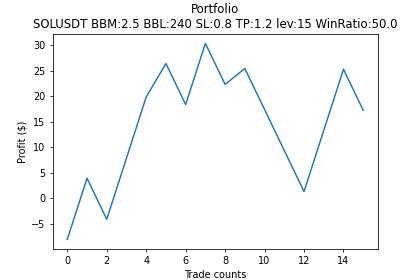 Portfolio
SOLUSDT BBM:2.5 BBL:240 SL:0.8 TP:1.2 lev:15 WinRatio:50.0
30
25
20
15
10
5
0
−5
Profit ($)
0 2 4 6 8 10 12 14
Trade counts